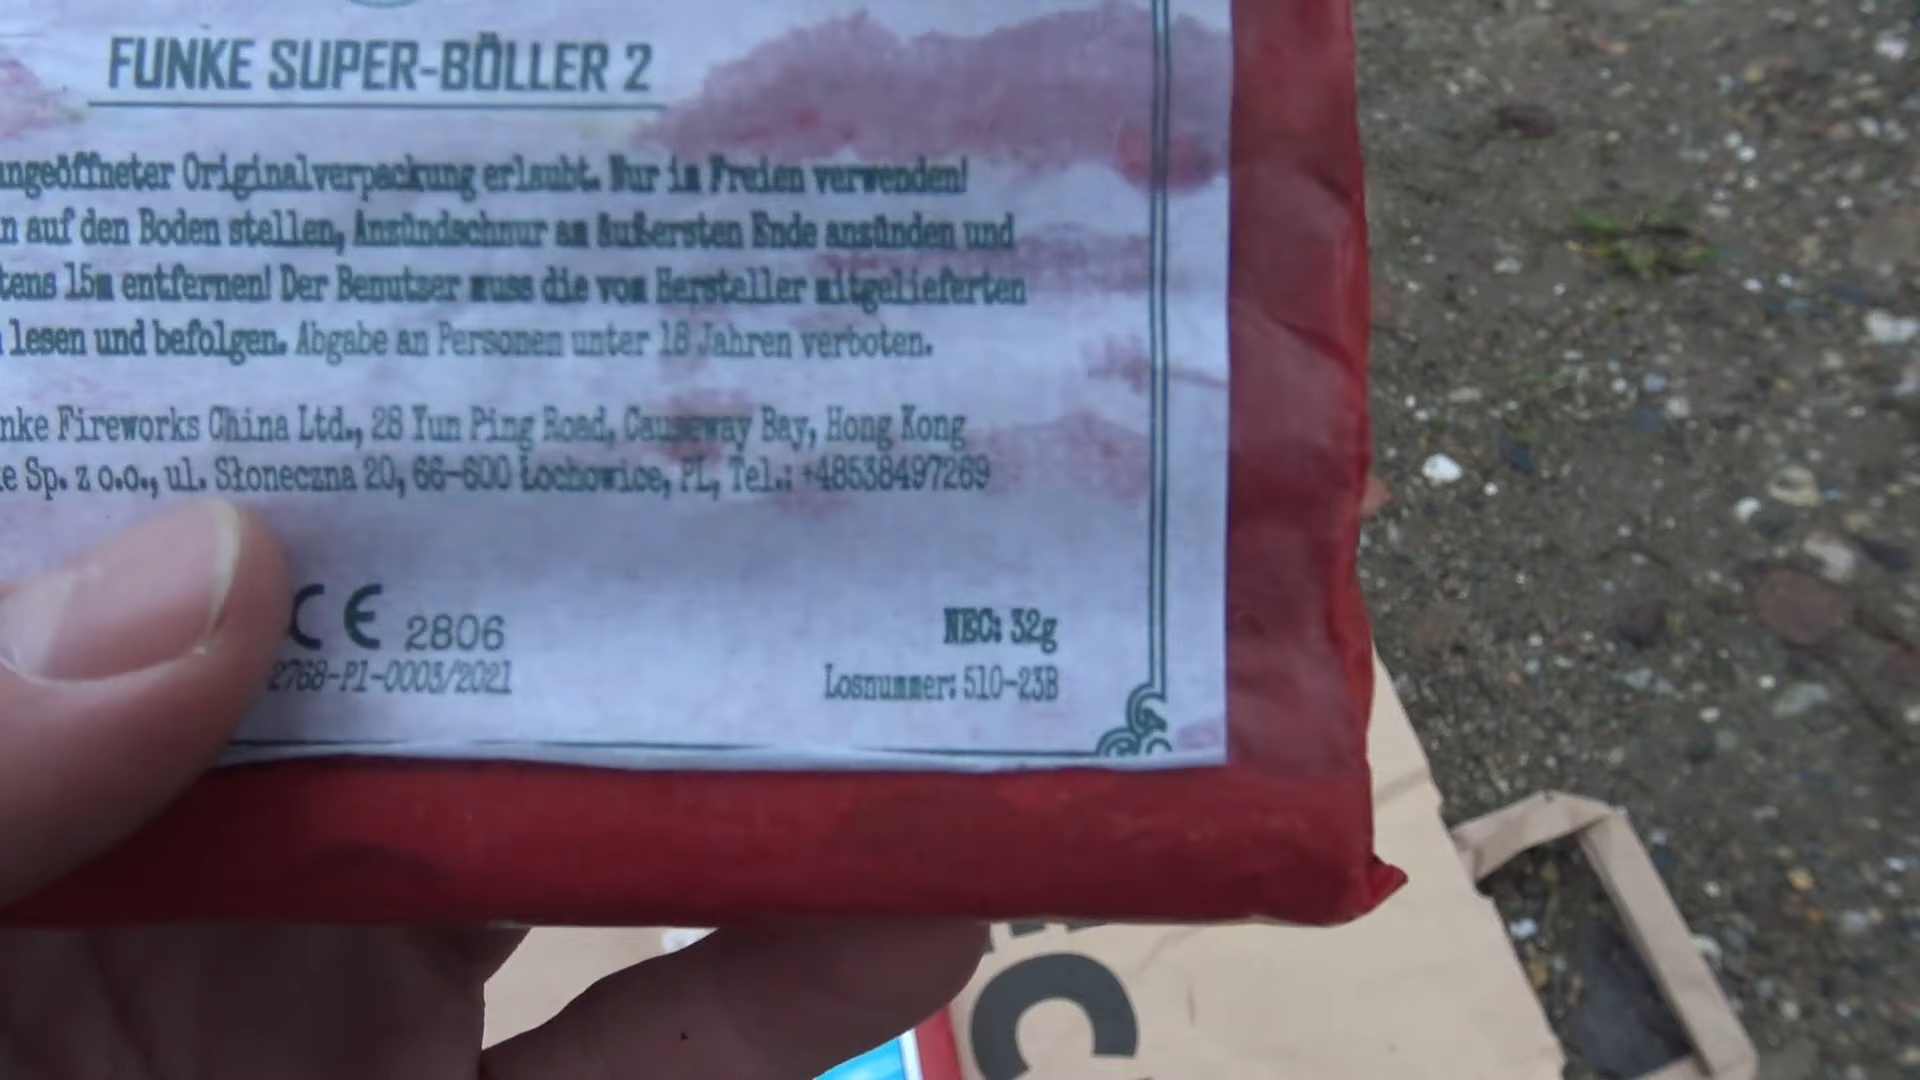 FUNKE SUPER-BÖLLER 2
angeöffneter Originalverpackung erlaubt. Nur im Freien verwenden!
n auf den Boden stellen, Anzündschnur am äußersten Ende anzünden und
tens 15m entfernen! Der Benutzer muss die vom Hersteller mitgelieferten
lesen und befolgen. Abgabe an Personen unter 18 Jahren verboten.
nke Fireworks China Ltd., 28 Yun Ping Road, Causeway Bay, Hong Kong
e Sp. z o.o., ul. Słoneczna 20, 66-600 Łochowice, PL, Tel.: +48538497269
CE 2806
NEC: 32g
2768-P1-0003/2021
Losnummer: 510-23B
C